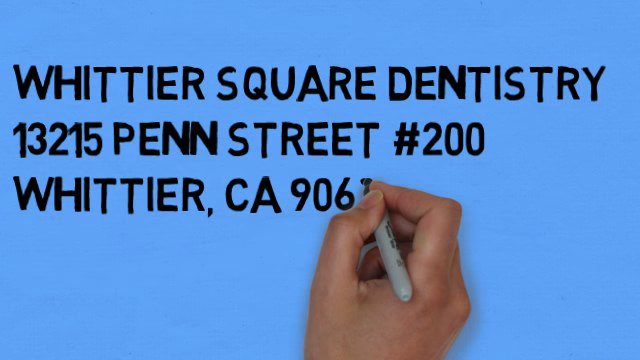 WHITTIER SQUARE DENTISTRY
13215 PENN STREET #200
WHITTIER, CA 906